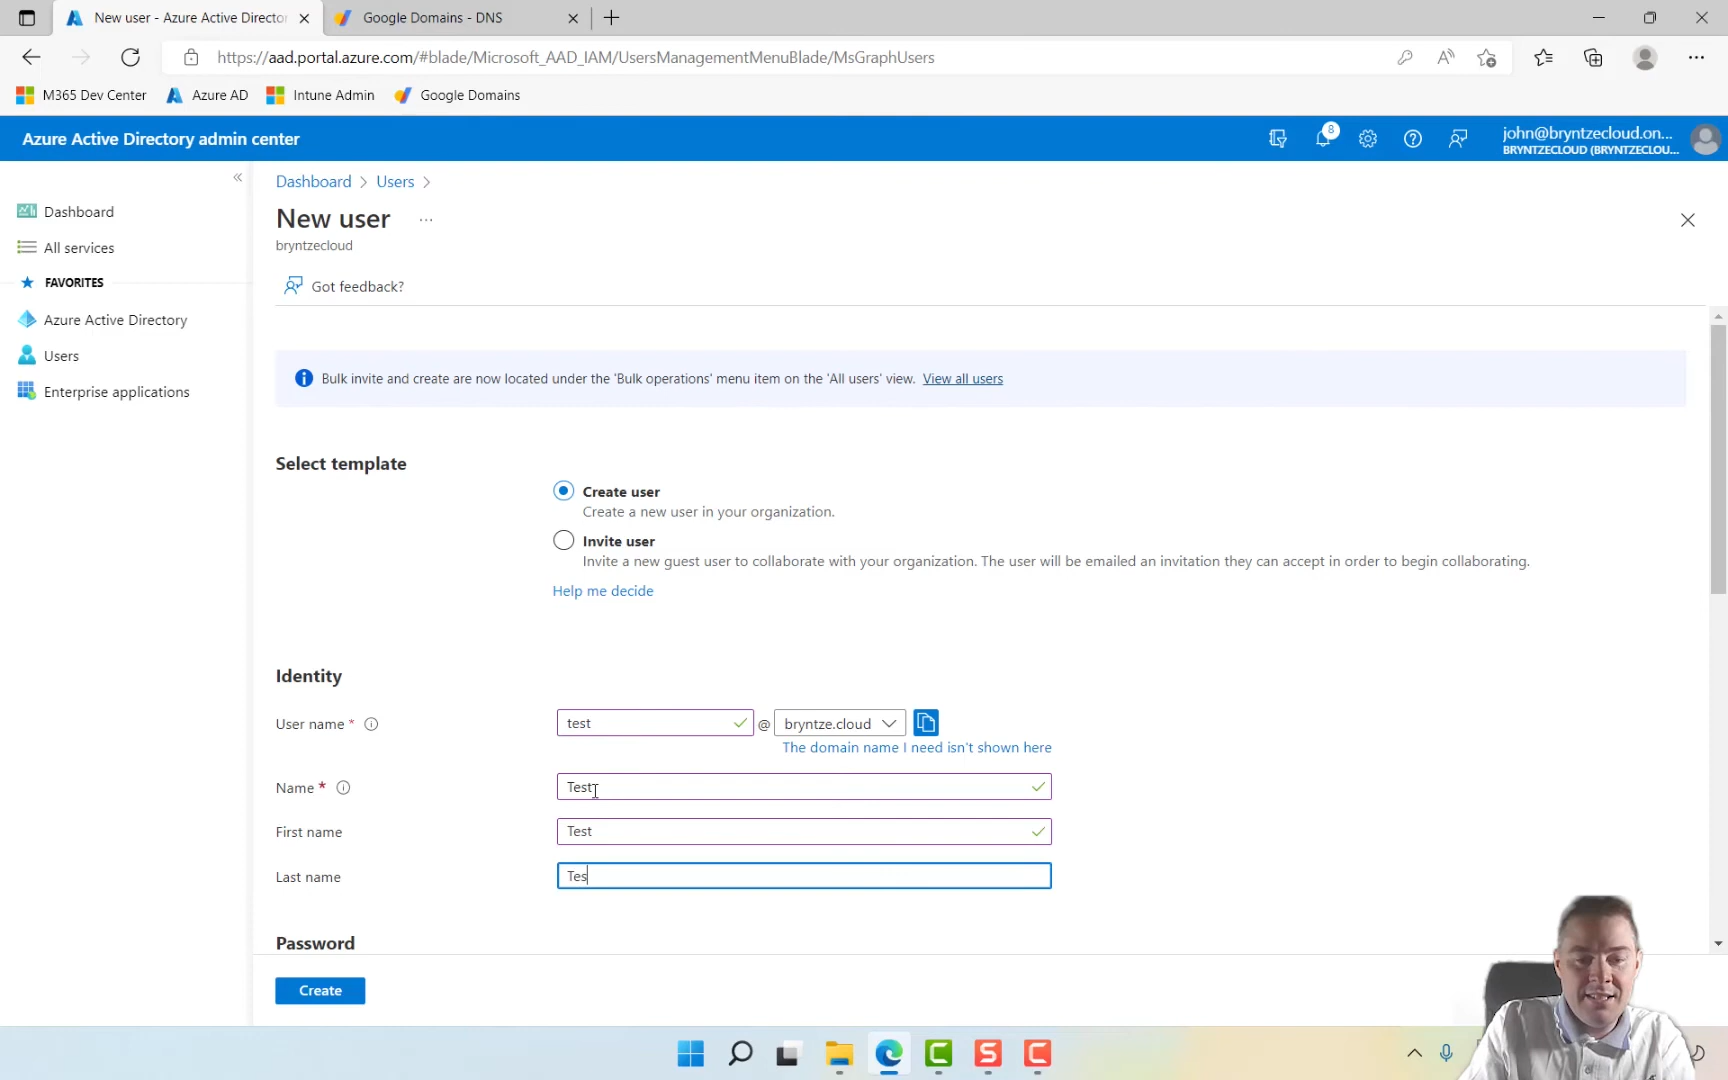 New user - Azure Active Director
Google Domains - DNS
https://aad.portal.azure.com/#blade/Microsoft_AAD_IAM/UsersManagementMenuBlade/MsGraphUsers
M365 Dev Center
Azure AD
Intune Admin
Google Domains
Azure Active Directory admin center
8
john@bryntzecloud.on...
BRYNTZECLOUD (BRYNTZECLOU...
Dashboard > Users >
Dashboard
All services
FAVORITES
Azure Active Directory
Users
Enterprise applications
New user ...
bryntzecloud
Got feedback?
Bulk invite and create are now located under the 'Bulk operations' menu item on the 'All users' view. View all users
Select template
Create user
Create a new user in your organization.
Invite user
Invite a new guest user to collaborate with your organization. The user will be emailed an invitation they can accept in order to begin collaborating.
Help me decide
Identity
User name * test @ bryntze.cloud
The domain name I need isn't shown here
Name * Test
First name Test
Last name Tes
Password
Create